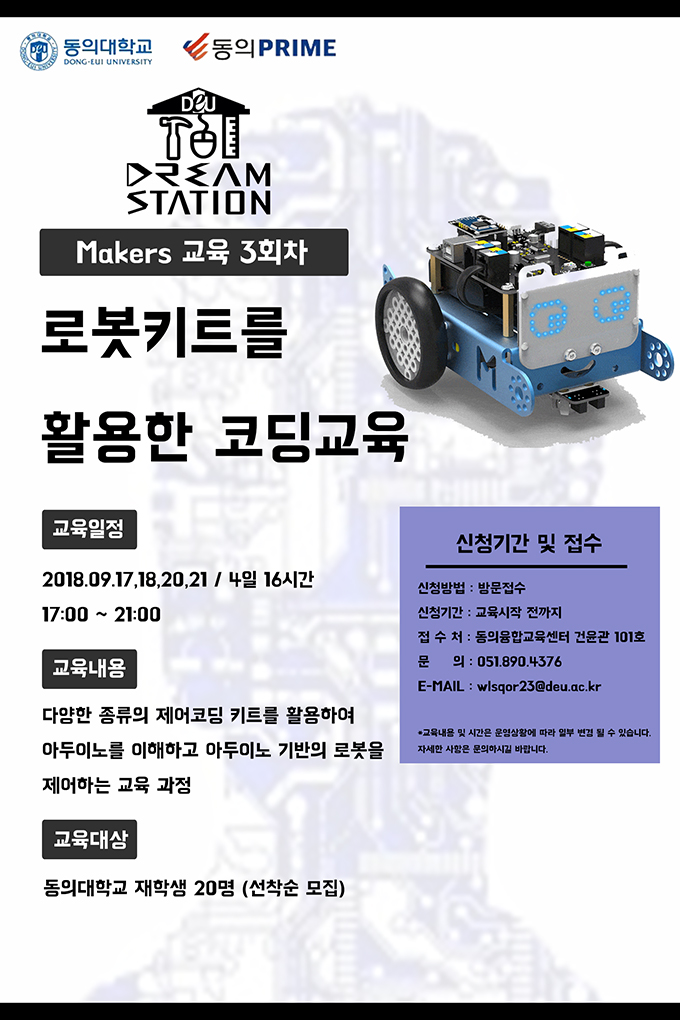 동의대학교
DONG-EUI UNIVERSITY
동의PRIME
DEU
DREAM
STATION
Makers 교육 3회차
로봇키트를
활용한 코딩교육
교육일정
2018.09.17,18,20,21 / 4일 16시간
17:00 ~ 21:00
교육내용
다양한 종류의 제어코딩 키트를 활용하여
아두이노를 이해하고 아두이노 기반의 로봇을
제어하는 교육 과정
교육대상
동의대학교 재학생 20명 (선착순 모집)
신청기간 및 접수
신청방법 : 방문접수
신청기간 : 교육시작 전까지
접 수 처 : 동의융합교육센터 건윤관 101호
문 의 : 051.890.4376
E-MAIL : wlsqor23@deu.ac.kr
*교육내용 및 시간은 운영상황에 따라 일부 변경 될 수 있습니다.
자세한 사항은 문의하시길 바랍니다.
M